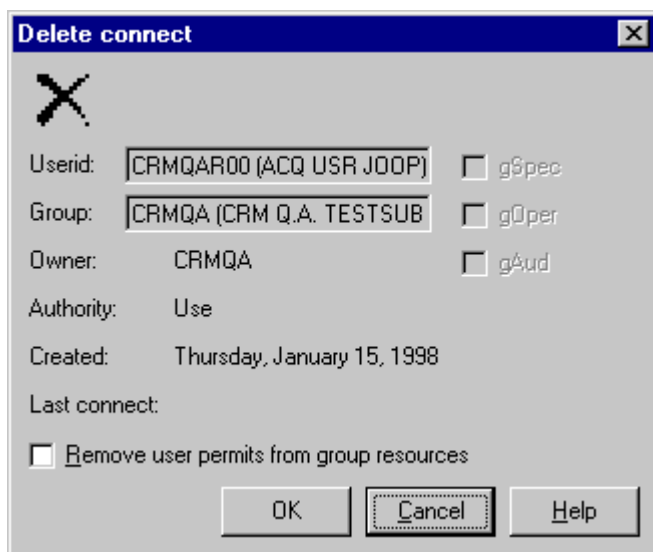 Delete connect
Userid: CRMQAR00 (ACQ USR JOOP) gSpec
Group: CRMQA (CRM Q.A. TESTSUB gOper
Owner: CRMQA gAud
Authority: Use
Created: Thursday, January 15, 1998
Last connect:
Remove user permits from group resources
OK Cancel Help